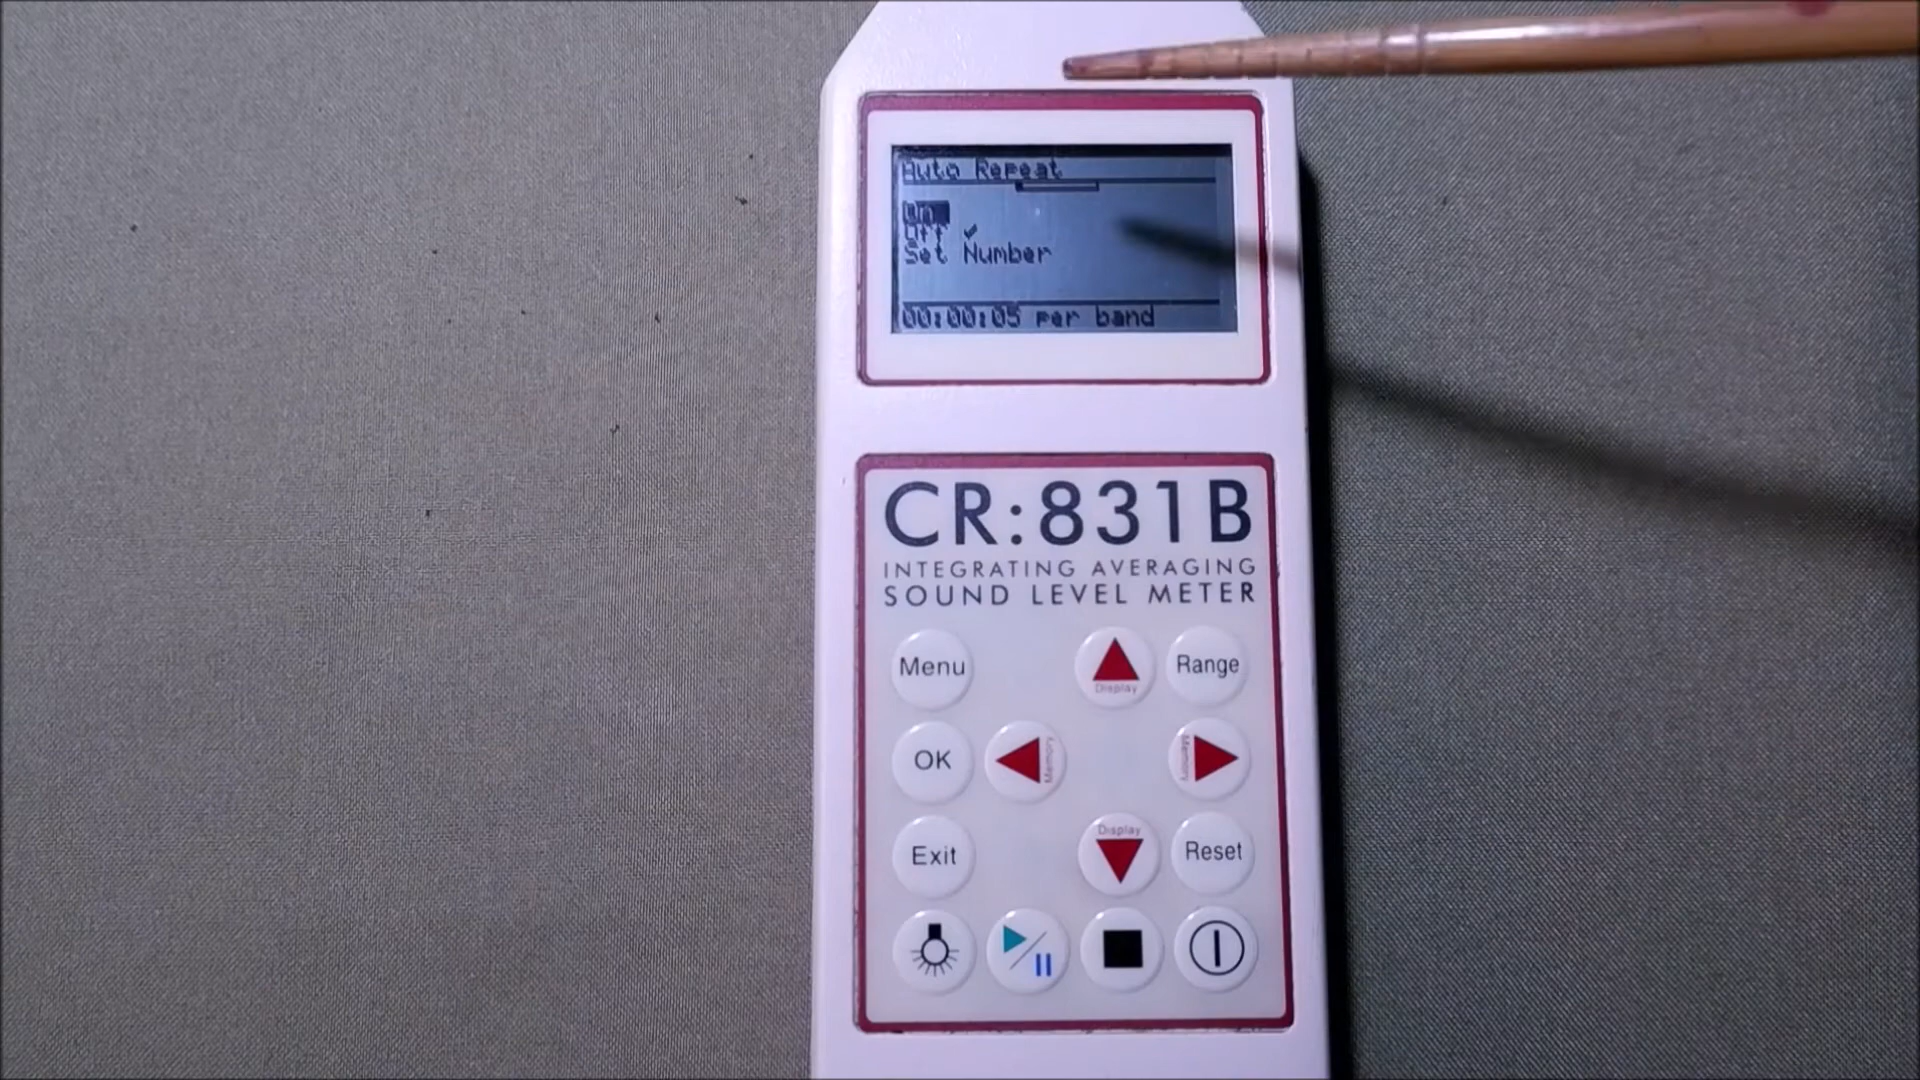 Auto Repeat
On
Off ✓
Set Number
00:00:05 per band
CR:831B
INTEGRATING AVERAGING
SOUND LEVEL METER
Menu
Display
Range
OK
Memory
Memory
Exit
Display
Reset